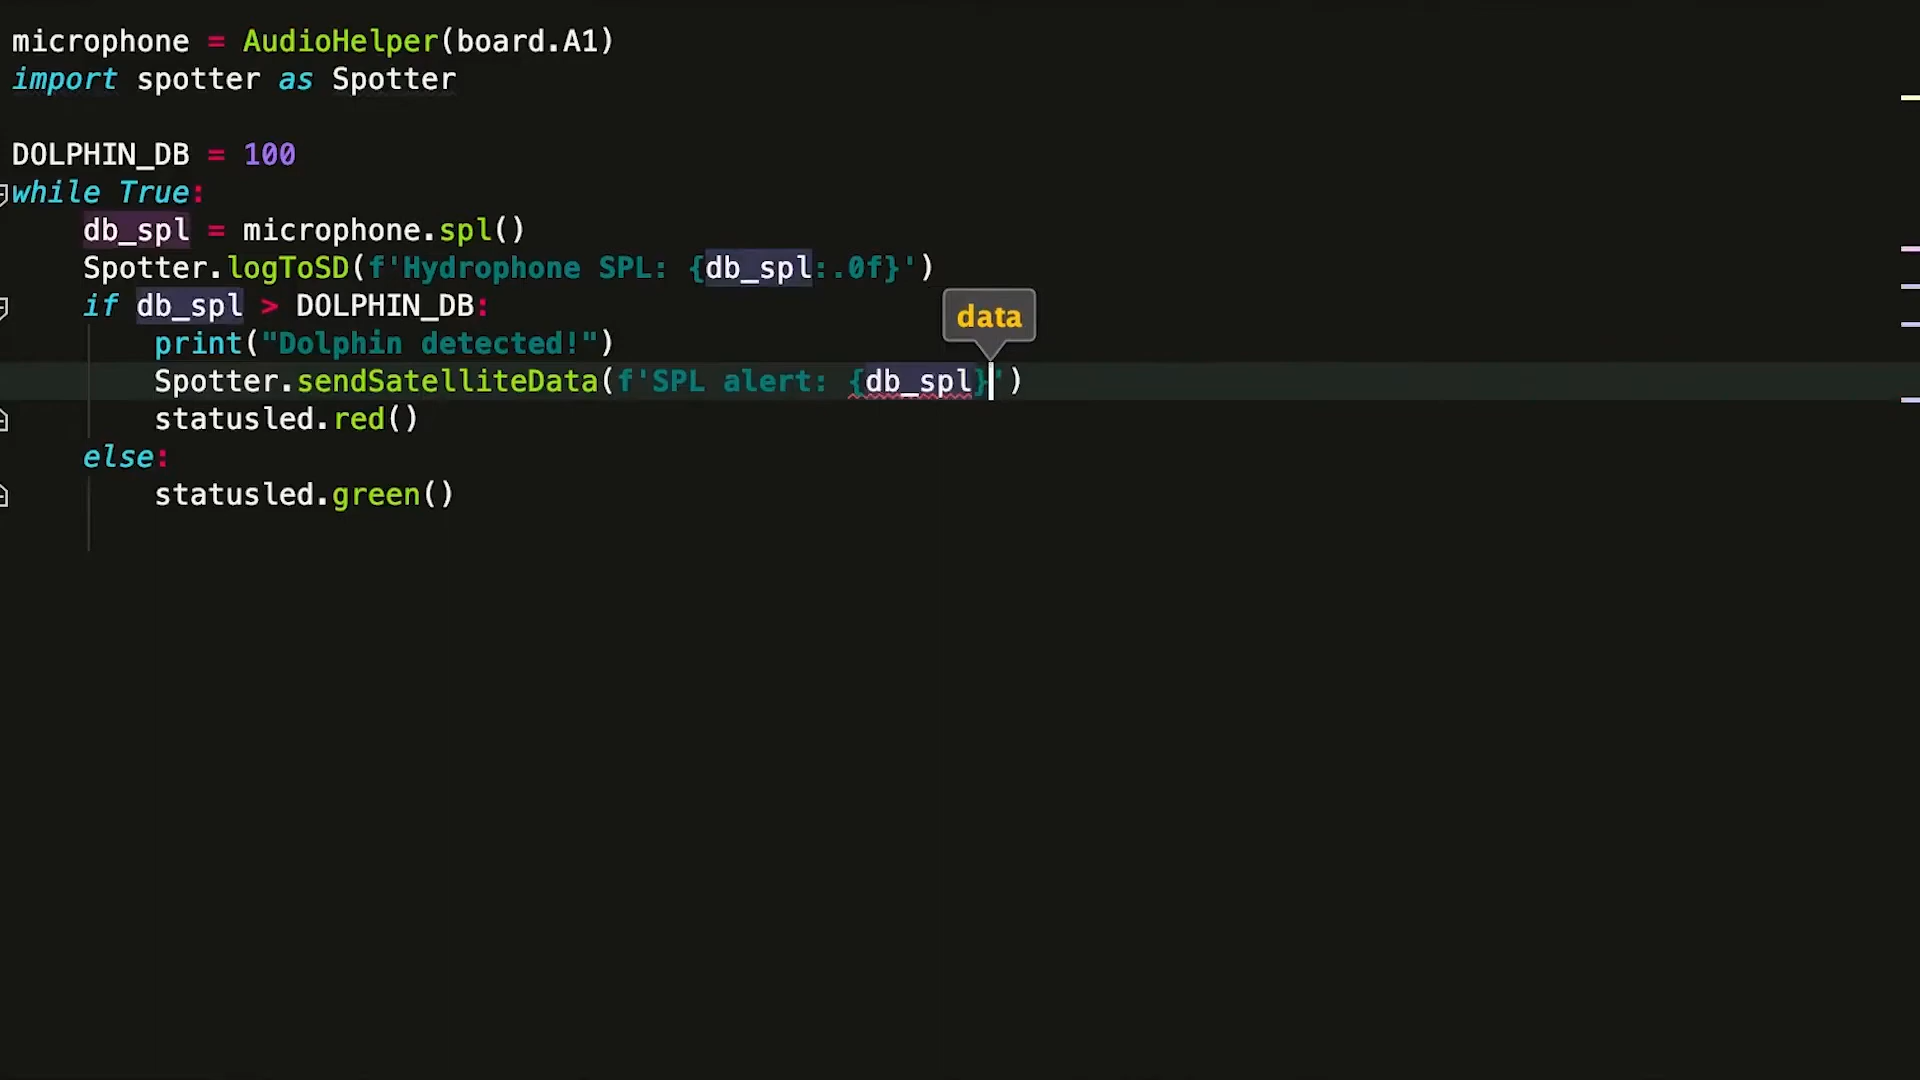 microphone = AudioHelper(board.A1)
import spotter as Spotter
DOLPHIN_DB = 100
while True:
    db_spl = microphone.spl()
    Spotter.logToSD(f'Hydrophone SPL: {db_spl:.0f}')
    if db_spl > DOLPHIN_DB:
data
        print("Dolphin detected!")
        Spotter.sendSatelliteData(f'SPL alert: {db_spl}')
        statusled.red()
    else:
        statusled.green()